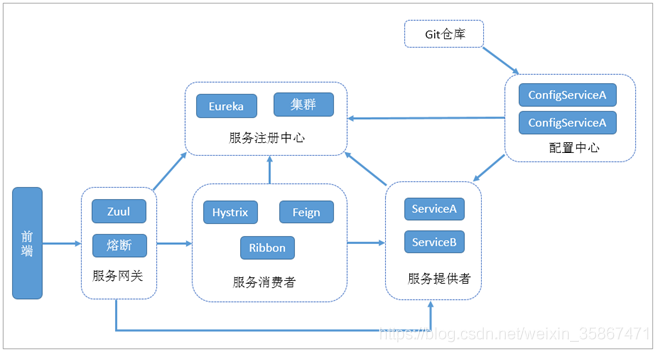 Git仓库
Eureka
集群
服务注册中心
ConfigServiceA
ConfigServiceA
配置中心
前端
Zuul
熔断
服务网关
Hystrix
Feign
Ribbon
服务消费者
ServiceA
ServiceB
服务提供者
https://blog.csdn.net/weixin_35867471